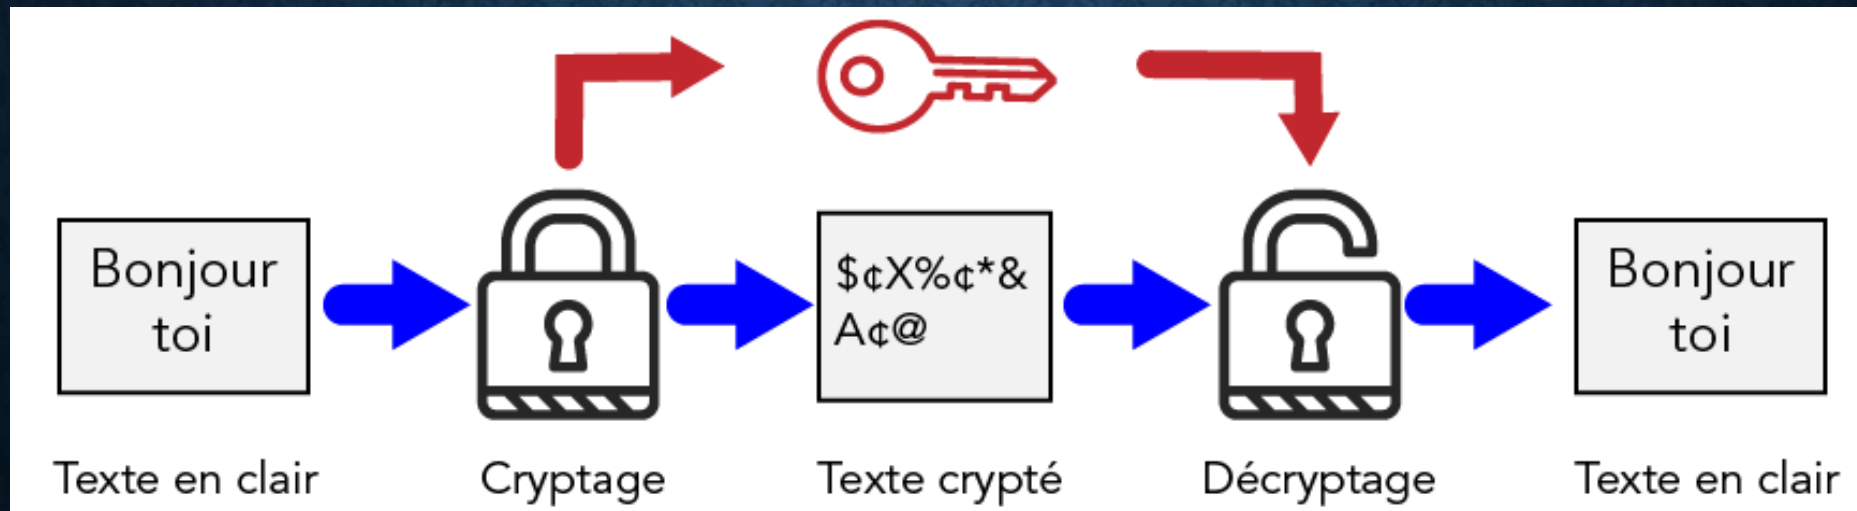 Bonjour
toi
$¢X%¢*&
A¢@
Bonjour
toi
Texte en clair
Cryptage
Texte crypté
Décryptage
Texte en clair